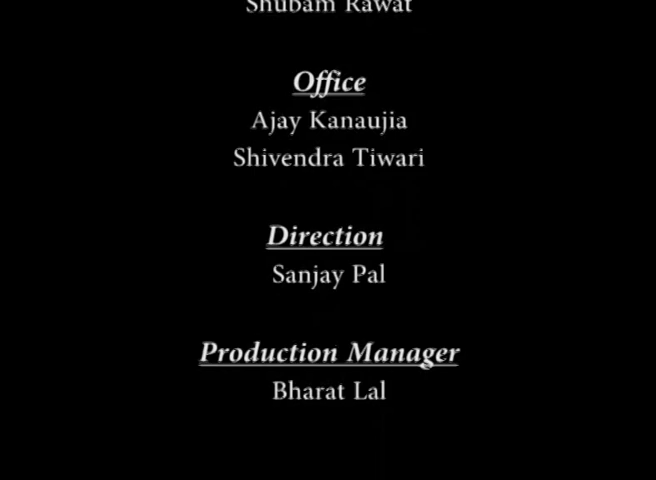 Shubam Rawat
Office
Ajay Kanaujia
Shivendra Tiwari
Direction
Sanjay Pal
Production Manager
Bharat Lal